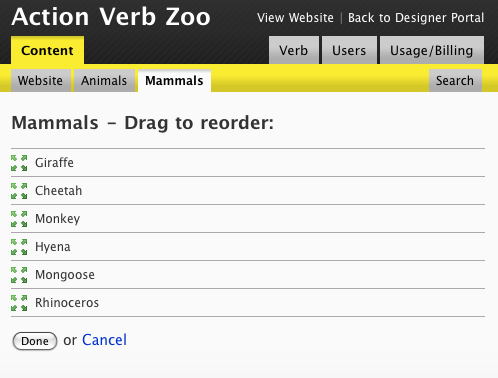 Action Verb Zoo
View Website | Back to Designer Portal
Content Verb Users Usage/Billing
Website Animals Mammals Search
Mammals - Drag to reorder:
Giraffe
Cheetah
Monkey
Hyena
Mongoose
Rhinoceros
Done or Cancel